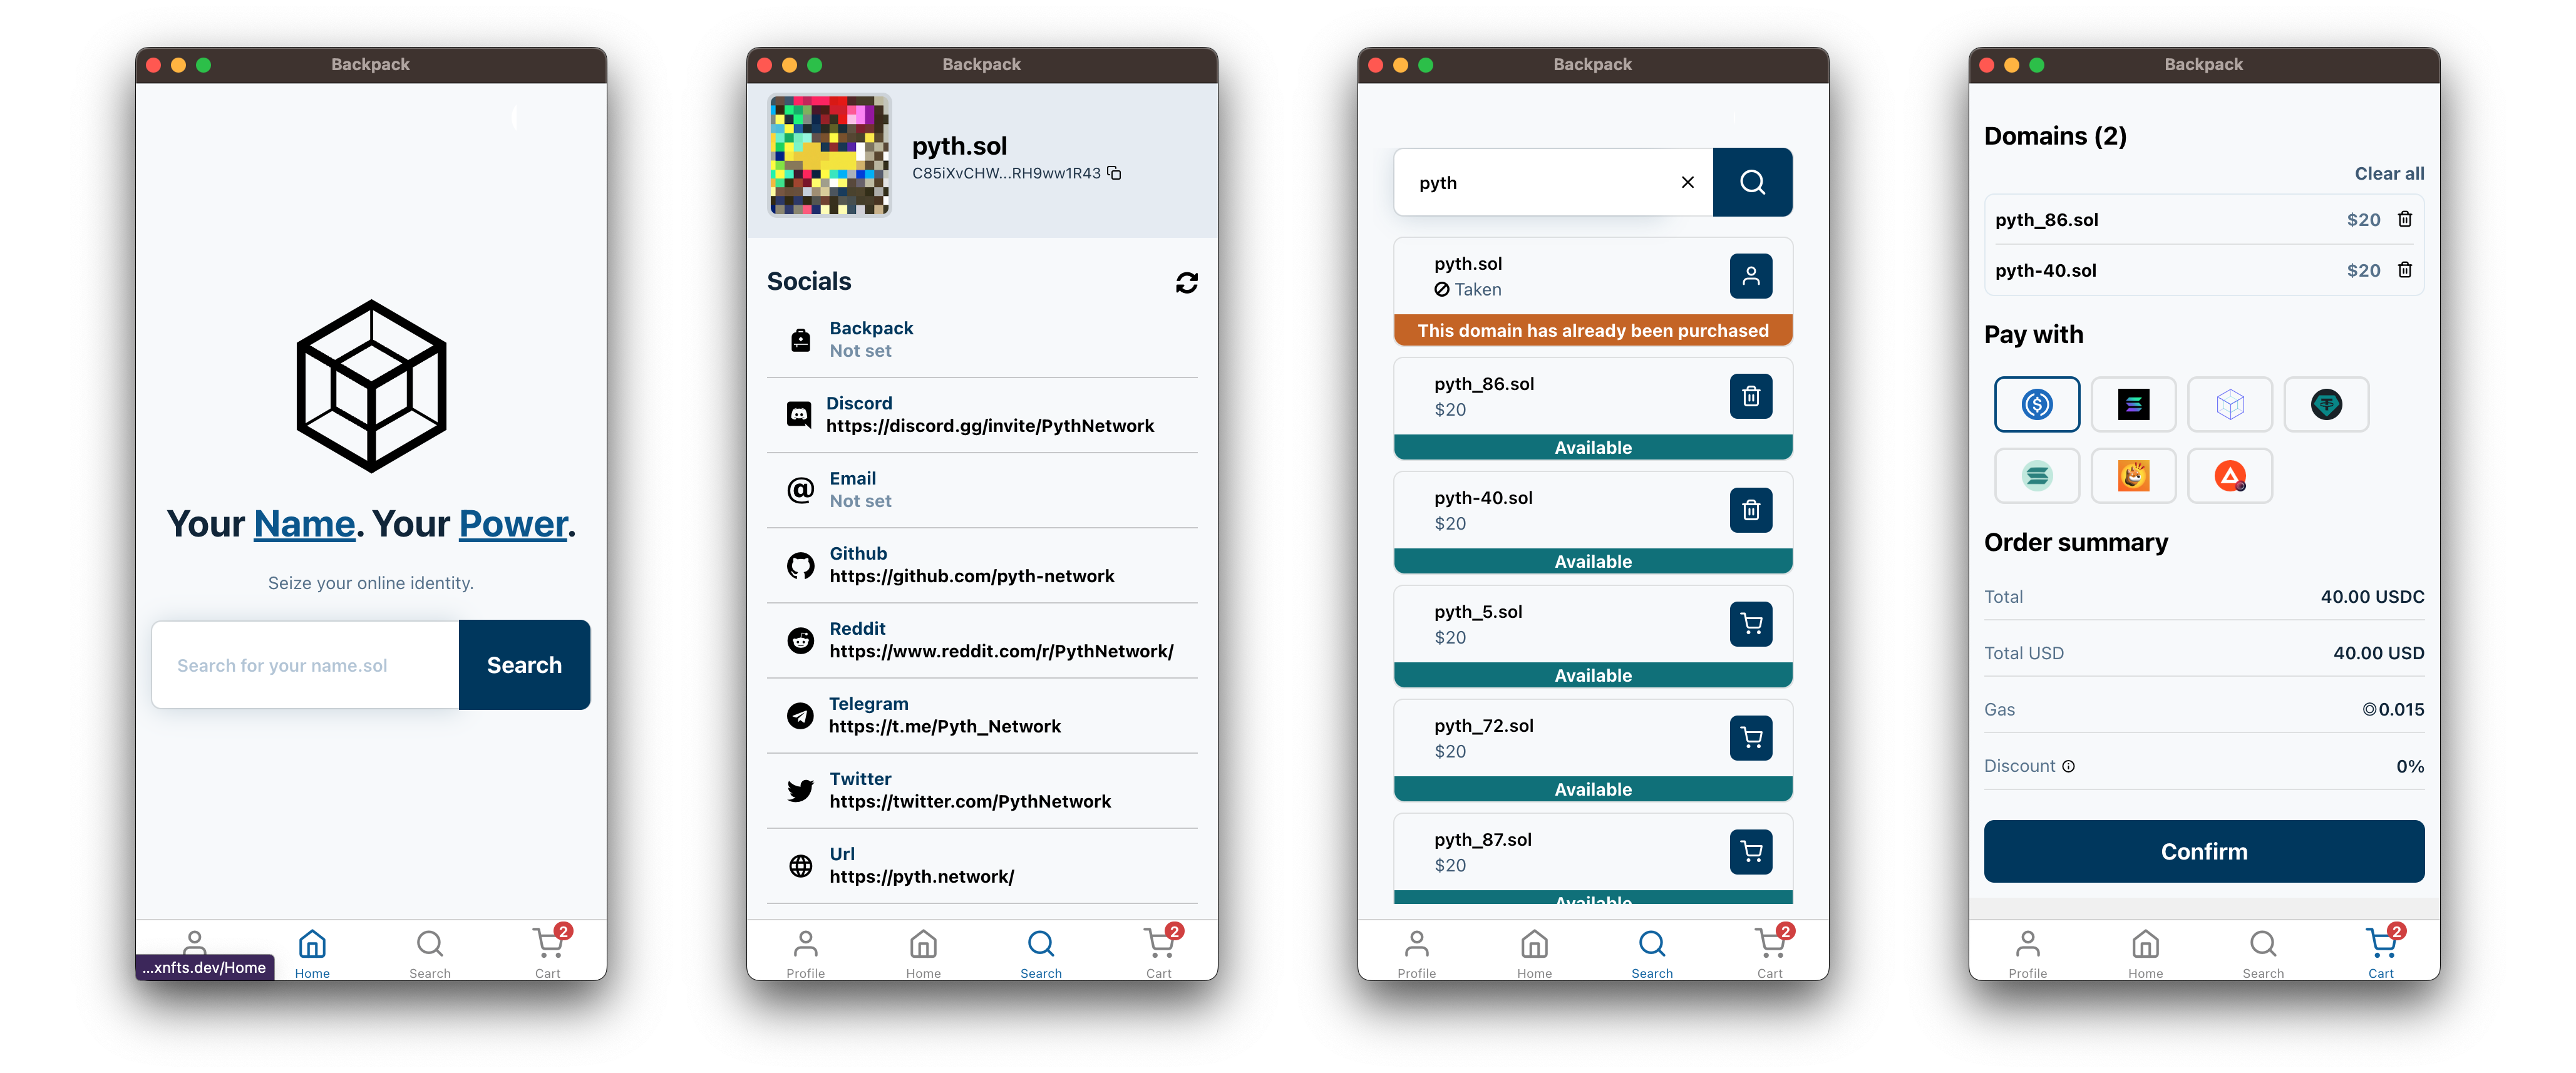 Backpack
Your Name. Your Power.
Seize your online identity.
Search for your name.sol
Search
...xnfts.dev/Home
Home
Search
2
Cart
Backpack
pyth.sol
C85iXvCHW...RH9ww1R43
Socials
Backpack
Not set
Discord
https://discord.gg/invite/PythNetwork
Email
Not set
Github
https://github.com/pyth-network
Reddit
https://www.reddit.com/r/PythNetwork/
Telegram
https://t.me/Pyth_Network
Twitter
https://twitter.com/PythNetwork
Url
https://pyth.network/
Profile
Home
Search
2
Cart
Backpack
pyth
pyth.sol
Taken
This domain has already been purchased
pyth_86.sol
$20
Available
pyth-40.sol
$20
Available
pyth_5.sol
$20
Available
pyth_72.sol
$20
Available
pyth_87.sol
$20
Available
Profile
Home
Search
2
Cart
Backpack
Domains (2)
Clear all
pyth_86.sol $20
pyth-40.sol $20
Pay with
Order summary
Total 40.00 USDC
Total USD 40.00 USD
Gas ◎0.015
Discount 0%
Confirm
Profile
Home
Search
2
Cart